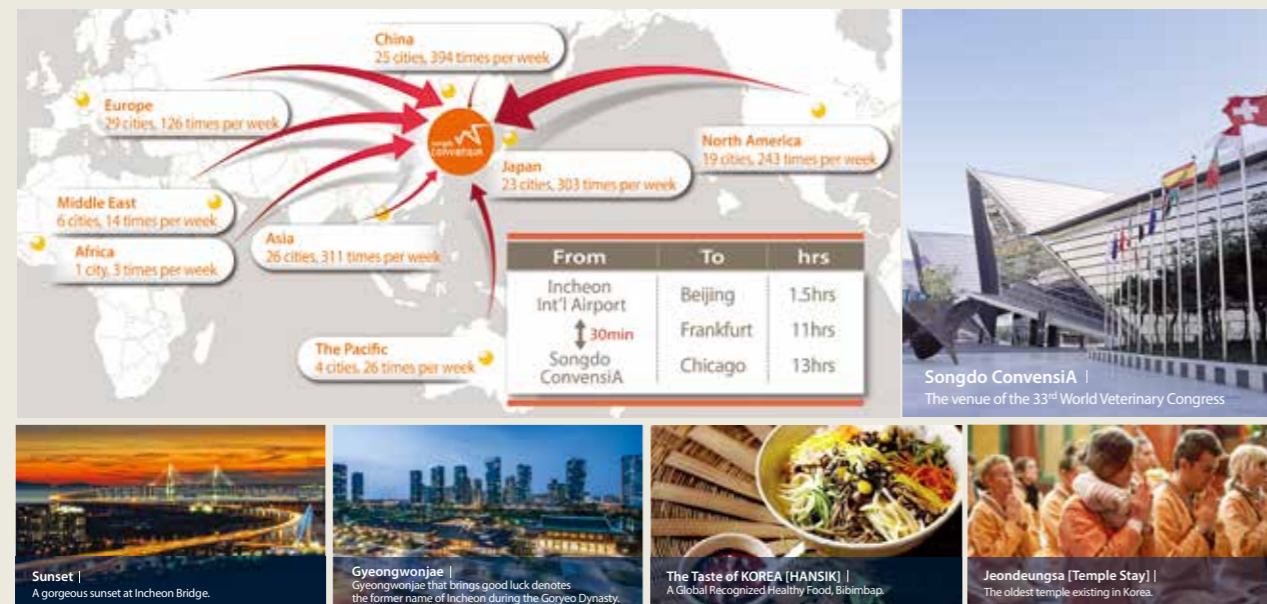 China
25 cities, 394 times per week
Europe
29 cities, 126 times per week
songdo
convensiA
North America
19 cities, 243 times per week
Japan
23 cities, 303 times per week
Middle East
6 cities, 14 times per week
Africa
1 city, 3 times per week
Asia
26 cities, 311 times per week
The Pacific
4 cities, 26 times per week
From To hrs
Incheon
Int'l Airport
Beijing 1.5hrs
30min
Frankfurt 11hrs
Songdo
ConvensiA
Chicago 13hrs
Songdo ConvensiA |
The venue of the 33rd World Veterinary Congress
Sunset |
A gorgeous sunset at Incheon Bridge.
Gyeongwonjae |
Gyeongwonjae that brings good luck denotes
the former name of Incheon during the Goryeo Dynasty.
The Taste of KOREA [HANSIK] |
A Global Recognized Healthy Food, Bibimbap.
Jeondeungsa [Temple Stay] |
The oldest temple existing in Korea.